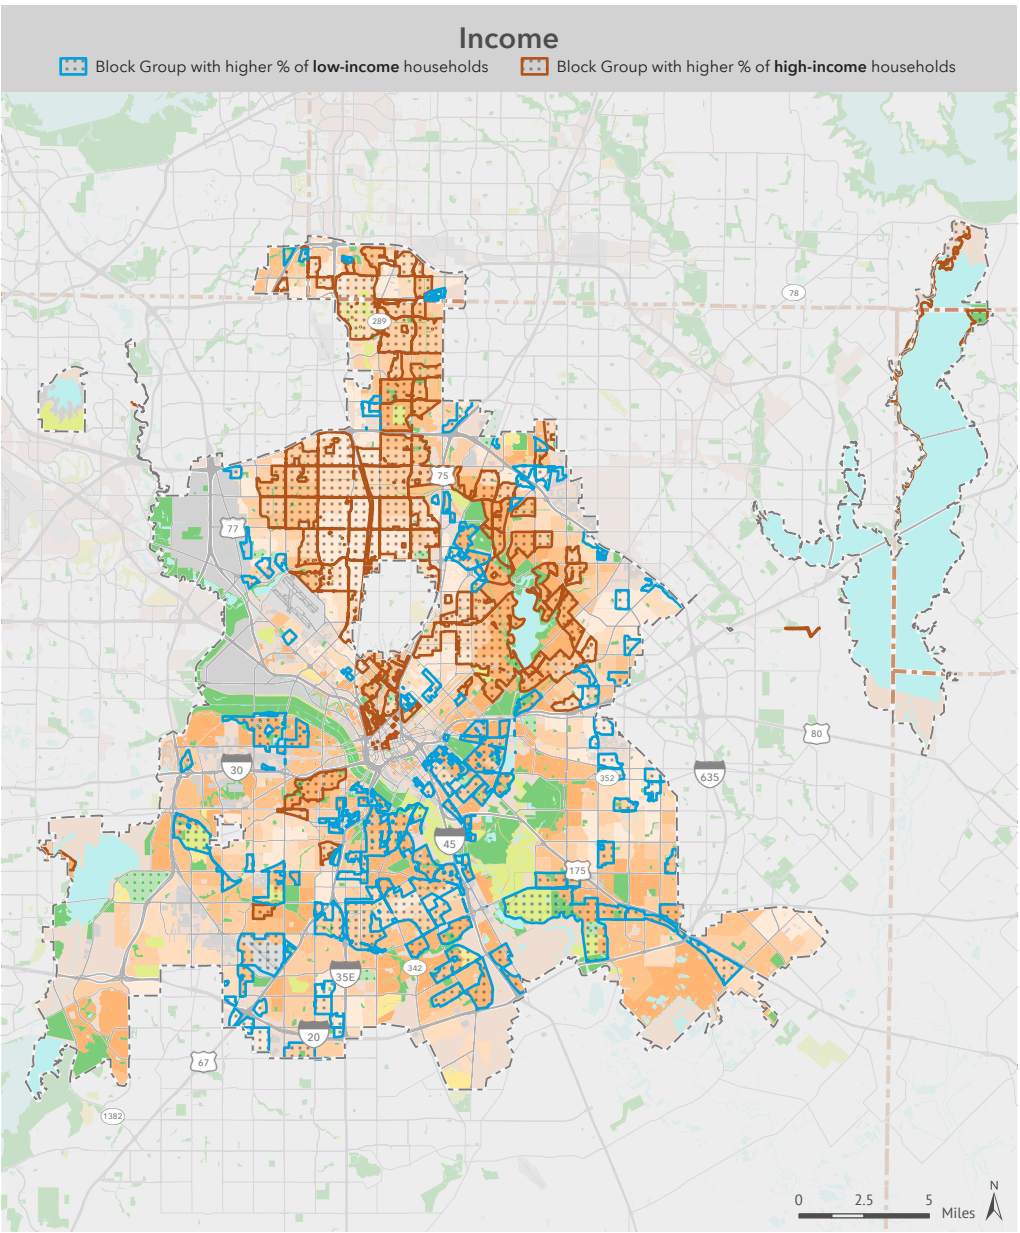 Income
Block Group with higher % of low-income households
Block Group with higher % of high-income households
78
289
75
77
80
30
635
352
45
175
342
35E
20
67
1382
0 2.5 5
Miles
N